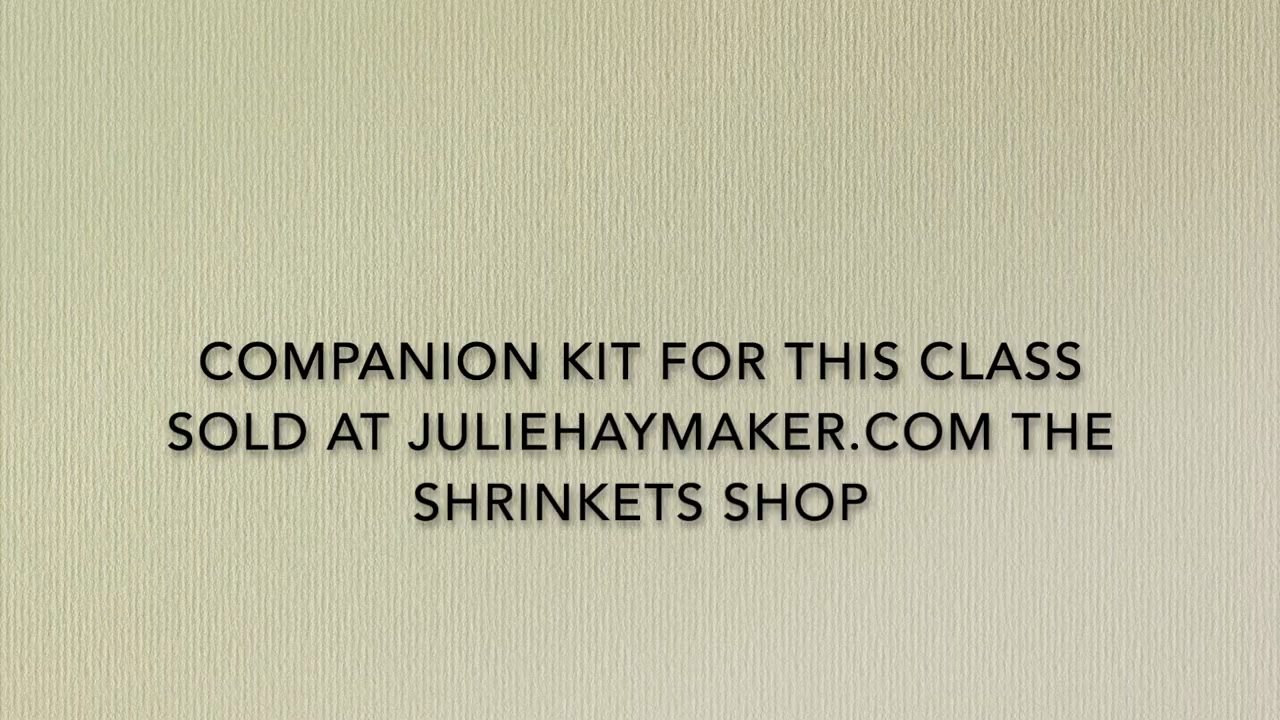 COMPANION KIT FOR THIS CLASS
SOLD AT JULIEHAYMAKER.COM THE
SHRINKETS SHOP